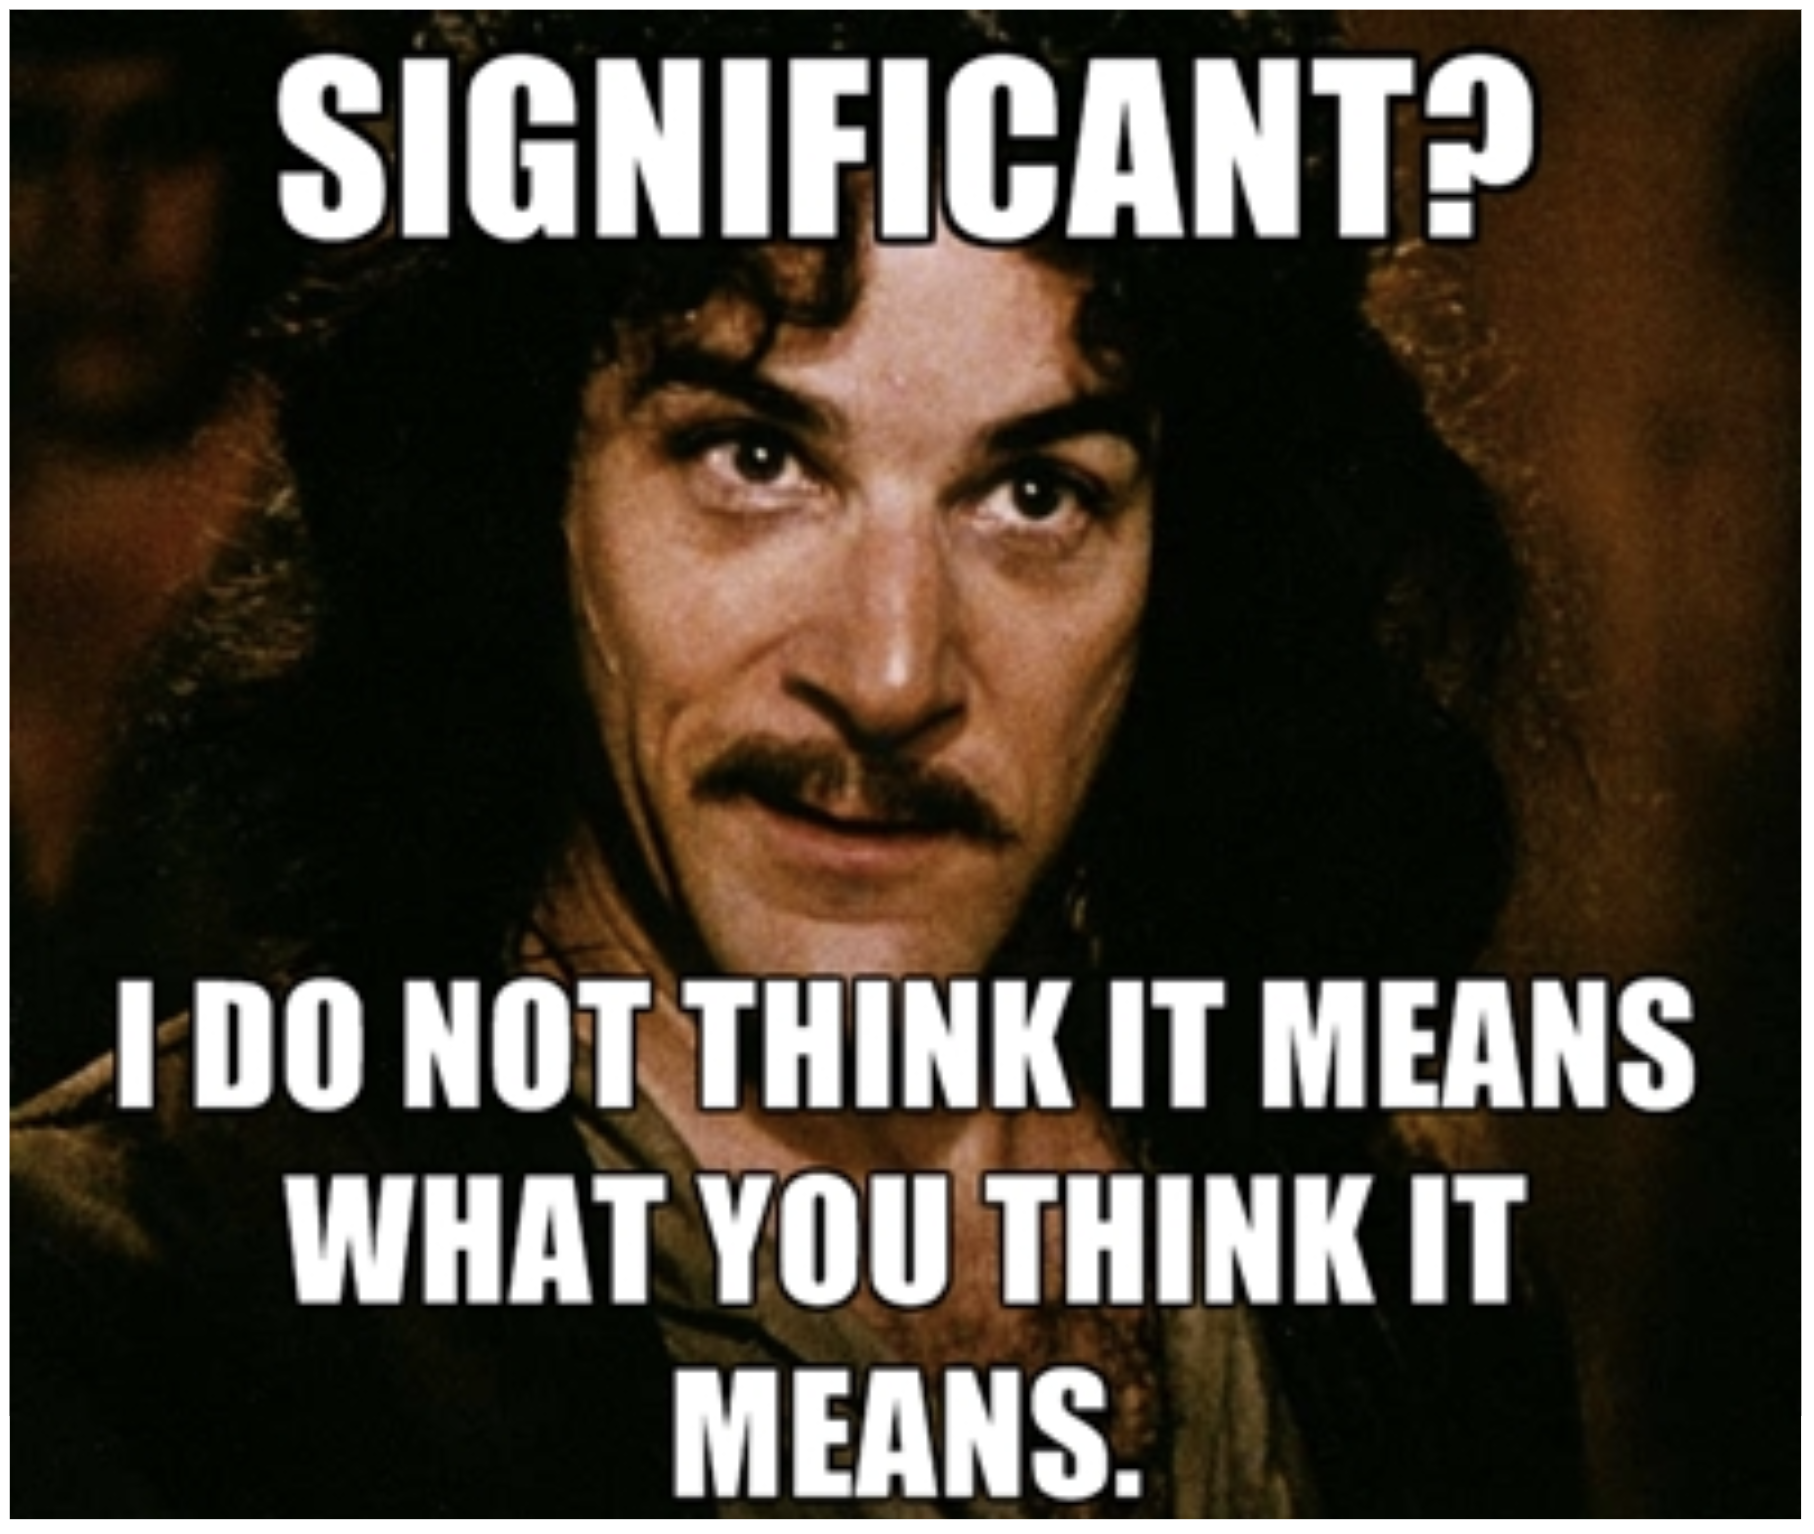 SIGNIFICANT?
I DO NOT THINK IT MEANS
WHAT YOU THINK IT
MEANS.